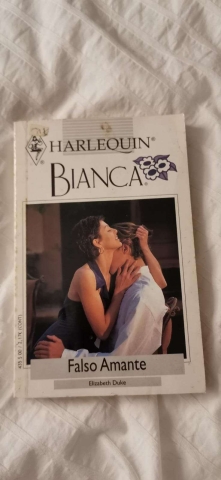 HARLEQUIN®
BIANCA®
Falso Amante
Elizabeth Duke